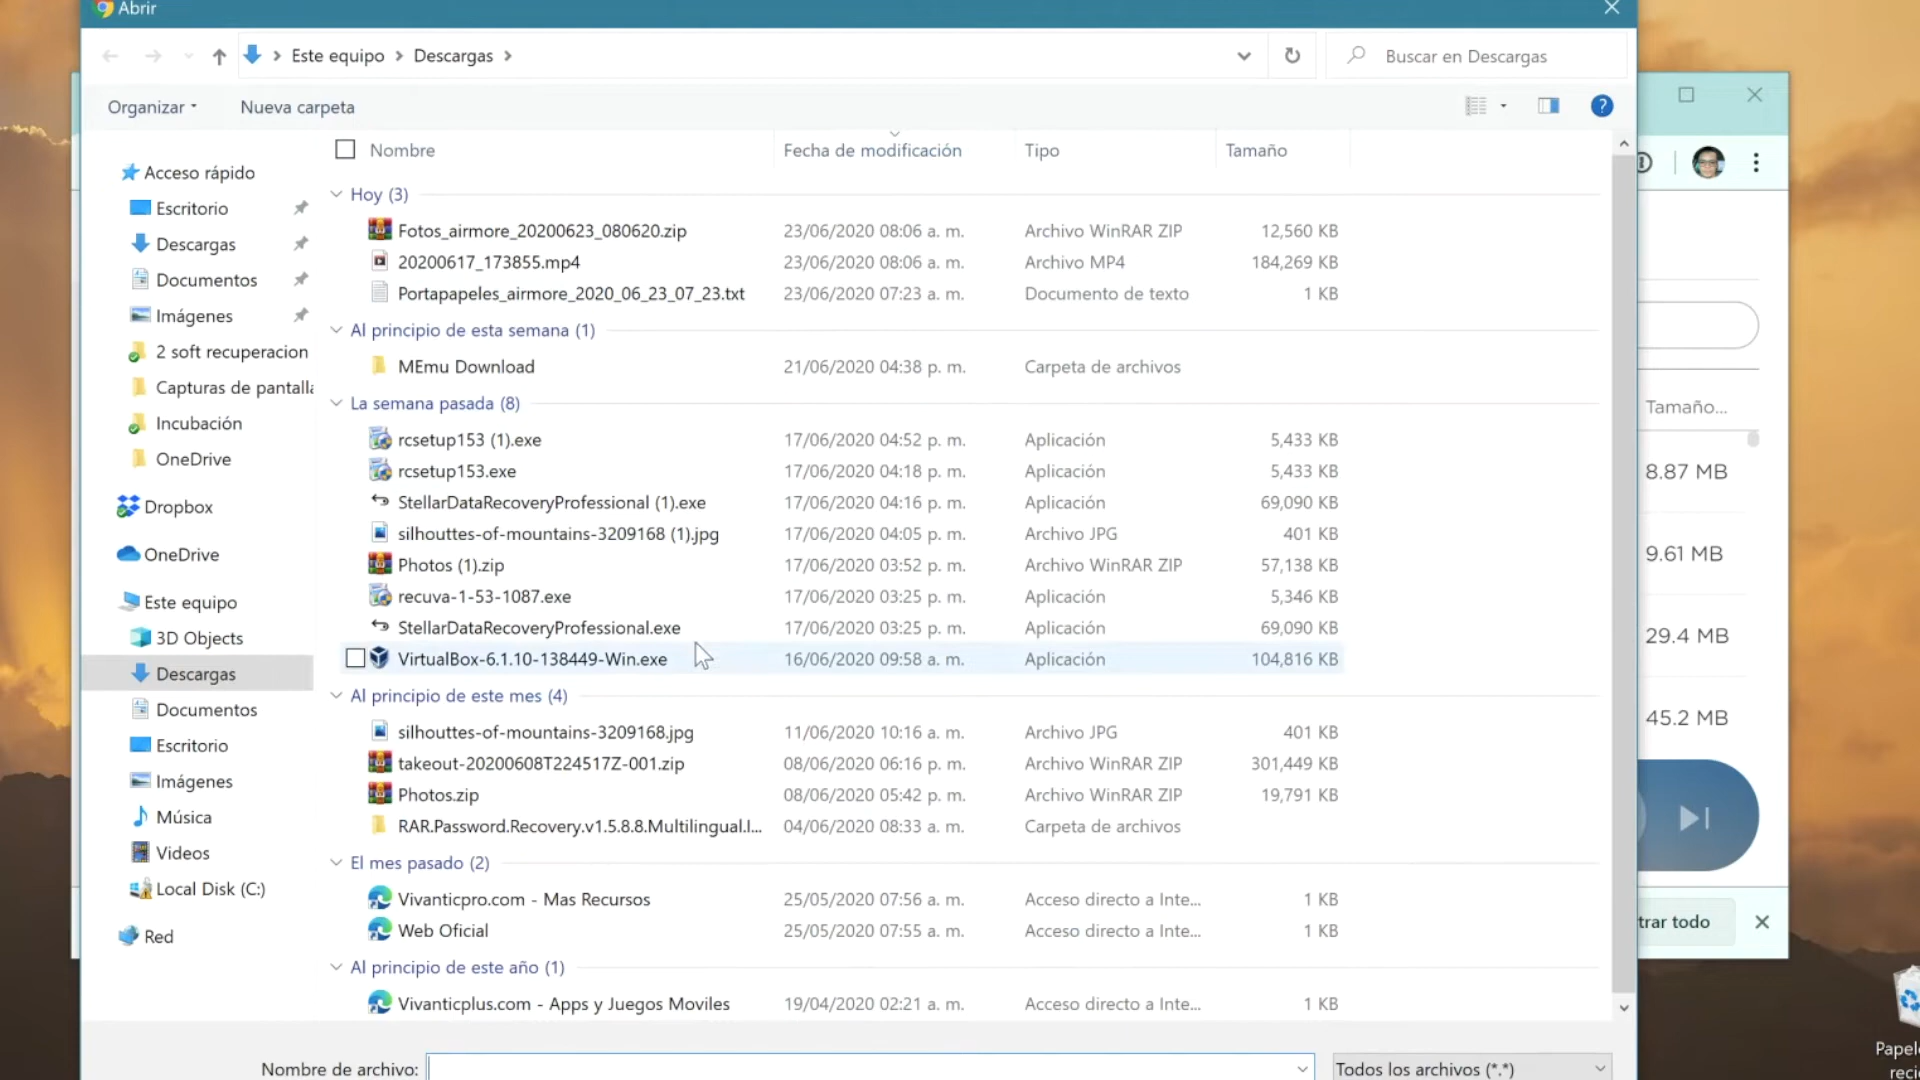 Abrir
Este equipo > Descargas >
Buscar en Descargas
Organizar
Nueva carpeta
Nombre Fecha de modificación Tipo Tamaño
Acceso rápido
Escritorio
Descargas
Documentos
Imágenes
2 soft recuperacion
Capturas de pantalla
Incubación
OneDrive
Dropbox
OneDrive
Este equipo
3D Objects
Descargas
Documentos
Escritorio
Imágenes
Música
Videos
Local Disk (C:)
Red
Hoy (3)
Fotos_airmore_20200623_080620.zip 23/06/2020 08:06 a. m. Archivo WinRAR ZIP 12,560 KB
20200617_173855.mp4 23/06/2020 08:06 a. m. Archivo MP4 184,269 KB
Portapapeles_airmore_2020_06_23_07_23.txt 23/06/2020 07:23 a. m. Documento de texto 1 KB
Al principio de esta semana (1)
MEmu Download 21/06/2020 04:38 p. m. Carpeta de archivos
La semana pasada (8)
rcsetup153 (1).exe 17/06/2020 04:52 p. m. Aplicación 5,433 KB
rcsetup153.exe 17/06/2020 04:18 p. m. Aplicación 5,433 KB
StellarDataRecoveryProfessional (1).exe 17/06/2020 04:16 p. m. Aplicación 69,090 KB
silhouttes-of-mountains-3209168 (1).jpg 17/06/2020 04:05 p. m. Archivo JPG 401 KB
Photos (1).zip 17/06/2020 03:52 p. m. Archivo WinRAR ZIP 57,138 KB
recuva-1-53-1087.exe 17/06/2020 03:25 p. m. Aplicación 5,346 KB
StellarDataRecoveryProfessional.exe 17/06/2020 03:25 p. m. Aplicación 69,090 KB
VirtualBox-6.1.10-138449-Win.exe 16/06/2020 09:58 a. m. Aplicación 104,816 KB
Al principio de este mes (4)
silhouttes-of-mountains-3209168.jpg 11/06/2020 10:16 a. m. Archivo JPG 401 KB
takeout-20200608T224517Z-001.zip 08/06/2020 06:16 p. m. Archivo WinRAR ZIP 301,449 KB
Photos.zip 08/06/2020 05:42 p. m. Archivo WinRAR ZIP 19,791 KB
RAR.Password.Recovery.v1.5.8.8.Multilingual.I... 04/06/2020 08:33 a. m. Carpeta de archivos
El mes pasado (2)
Vivanticpro.com - Mas Recursos 25/05/2020 07:56 a. m. Acceso directo a Inte... 1 KB
Web Oficial 25/05/2020 07:55 a. m. Acceso directo a Inte... 1 KB
Al principio de este año (1)
Vivanticplus.com - Apps y Juegos Moviles 19/04/2020 02:21 a. m. Acceso directo a Inte... 1 KB
Nombre de archivo:
Todos los archivos (*.*)
Tamaño...
8.87 MB
9.61 MB
29.4 MB
45.2 MB
trar todo
Papel
reci